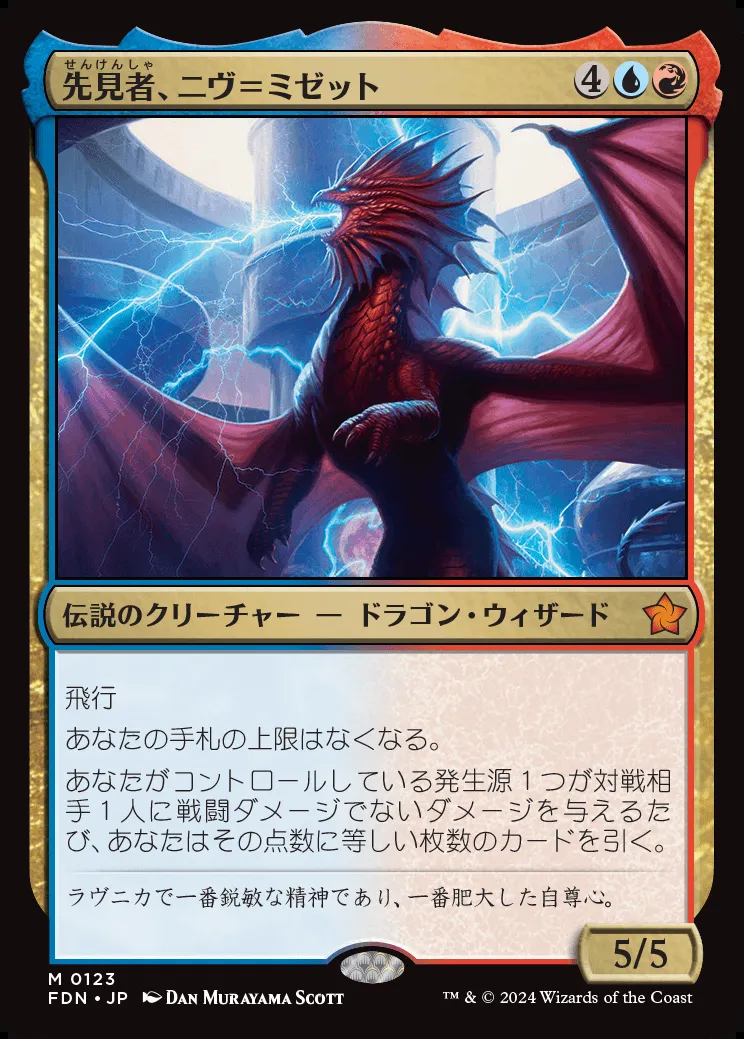 せんけんしゃ
先見者、ニヴ=ミゼット 4
伝説のクリーチャー — ドラゴン・ウィザード
飛行
あなたの手札の上限はなくなる。
あなたがコントロールしている発生源１つが対戦相
手１人に戦闘ダメージでないダメージを与えるた
び、あなたはその点数に等しい枚数のカードを引く。
ラヴニカで一番鋭敏な精神であり、一番肥大した自尊心。
5/5
M 0123
FDN • JP Dan Murayama Scott ™ & © 2024 Wizards of the Coast